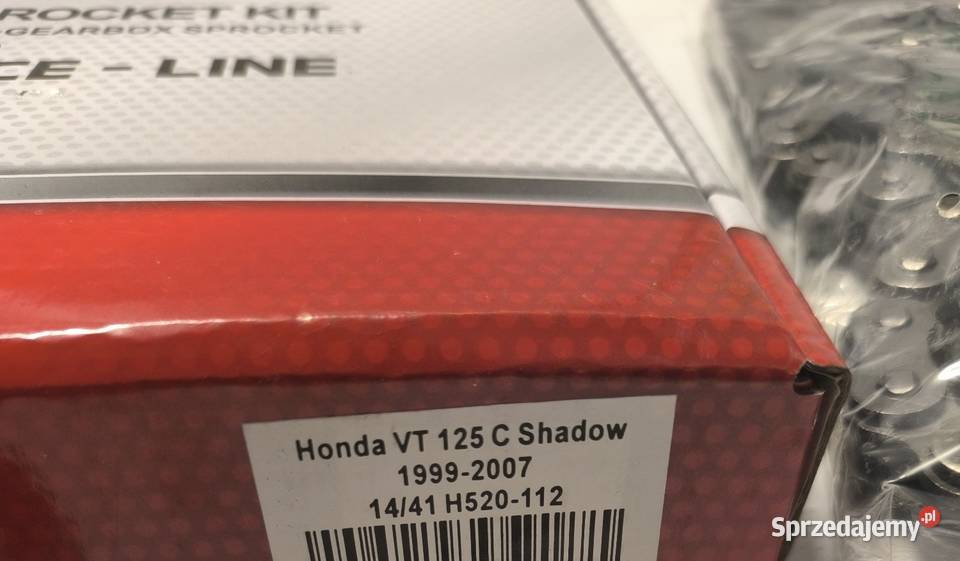 ROCKET KIT
-GEARBOX SPROCKET
CE - LINE
Honda VT 125 C Shadow
1999-2007
14/41 H520-112
Sprzedajemy.pl